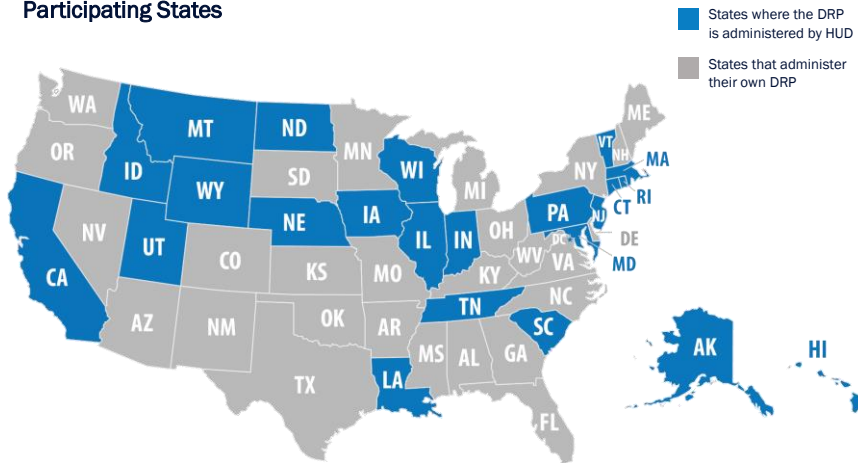 Participating States
States where the DRP
is administered by HUD
States that administer
their own DRP
WA
MT
ND
MN
ME
OR
ID
WY
SD
WI
MI
VT
NH
NY
MA
RI
CT
NV
UT
NE
IA
IL
IN
OH
PA
NJ
DE
DC
MD
CA
CO
KS
MO
KY
WV
VA
AZ
NM
OK
AR
TN
NC
SC
TX
LA
MS
AL
GA
FL
AK
HI